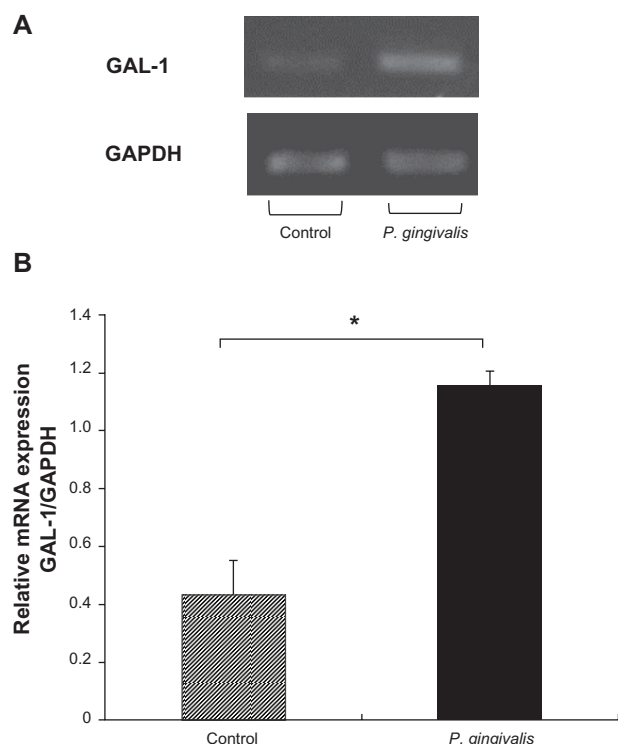 A
GAL-1
GAPDH
Control P. gingivalis
B
Relative mRNA expression
GAL-1/GAPDH
1.4
1.2
1.0
0.8
0.6
0.4
0.2
0
*
Control P. gingivalis